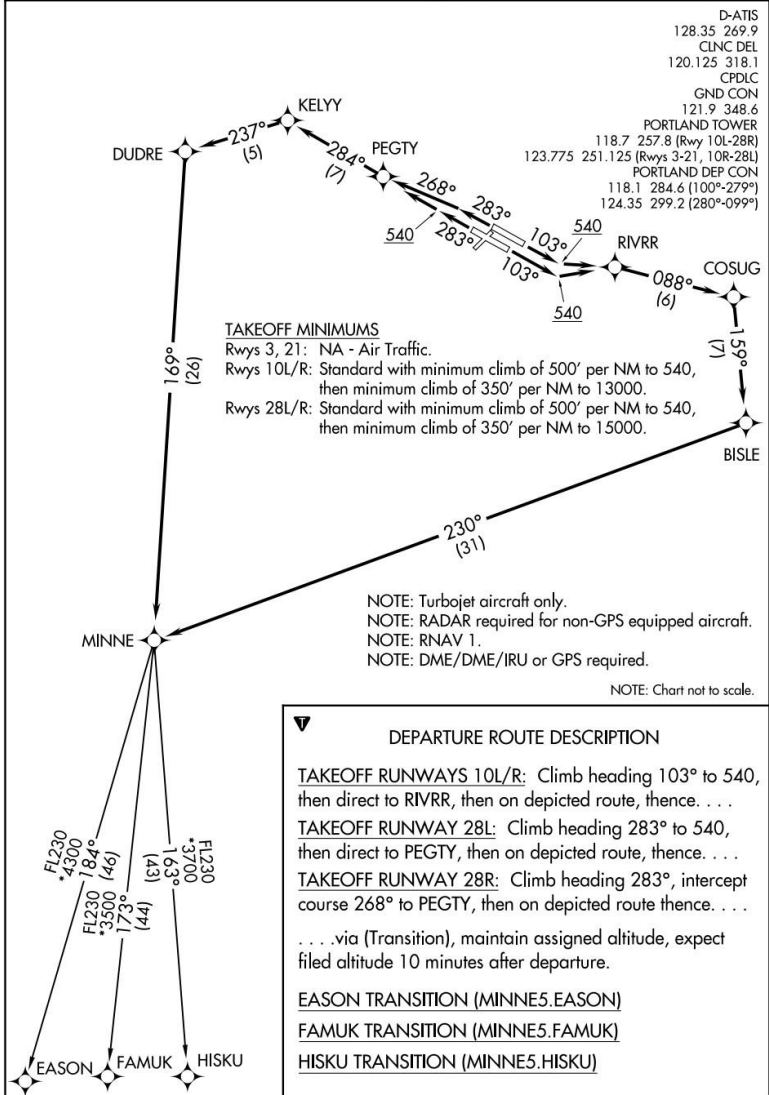 D-ATIS
128.35 269.9
CLNC DEL
120.125 318.1
CPDLC
GND CON
121.9 348.6
PORTLAND TOWER
118.7 257.8 (Rwy 10L-28R)
123.775 251.125 (Rwys 3-21, 10R-28L)
PORTLAND DEP CON
118.1 284.6 (100°-279°)
124.35 299.2 (280°-099°)
KELYY
DUDRE
237°
(5)
284°
(7)
PEGTY
268°
283°
103°
540
540
283°
103°
540
RIVRR
088°
(6)
COSUG
159°
(7)
BISLE
169°
(26)
TAKEOFF MINIMUMS
Rwys 3, 21: NA - Air Traffic.
Rwys 10L/R: Standard with minimum climb of 500' per NM to 540,
then minimum climb of 350' per NM to 13000.
Rwys 28L/R: Standard with minimum climb of 500' per NM to 540,
then minimum climb of 350' per NM to 15000.
230°
(31)
MINNE
NOTE: Turbojet aircraft only.
NOTE: RADAR required for non-GPS equipped aircraft.
NOTE: RNAV 1.
NOTE: DME/DME/IRU or GPS required.
NOTE: Chart not to scale.
FL230
*4300
184°
(46)
FL230
*3500
173°
(44)
FL230
*3700
163°
(43)
EASON
FAMUK
HISKU
T
DEPARTURE ROUTE DESCRIPTION
TAKEOFF RUNWAYS 10L/R: Climb heading 103° to 540,
then direct to RIVRR, then on depicted route, thence. . . .
TAKEOFF RUNWAY 28L: Climb heading 283° to 540,
then direct to PEGTY, then on depicted route, thence. . . .
TAKEOFF RUNWAY 28R: Climb heading 283°, intercept
course 268° to PEGTY, then on depicted route thence. . . .
. . . .via (Transition), maintain assigned altitude, expect
filed altitude 10 minutes after departure.
EASON TRANSITION (MINNE5.EASON)
FAMUK TRANSITION (MINNE5.FAMUK)
HISKU TRANSITION (MINNE5.HISKU)